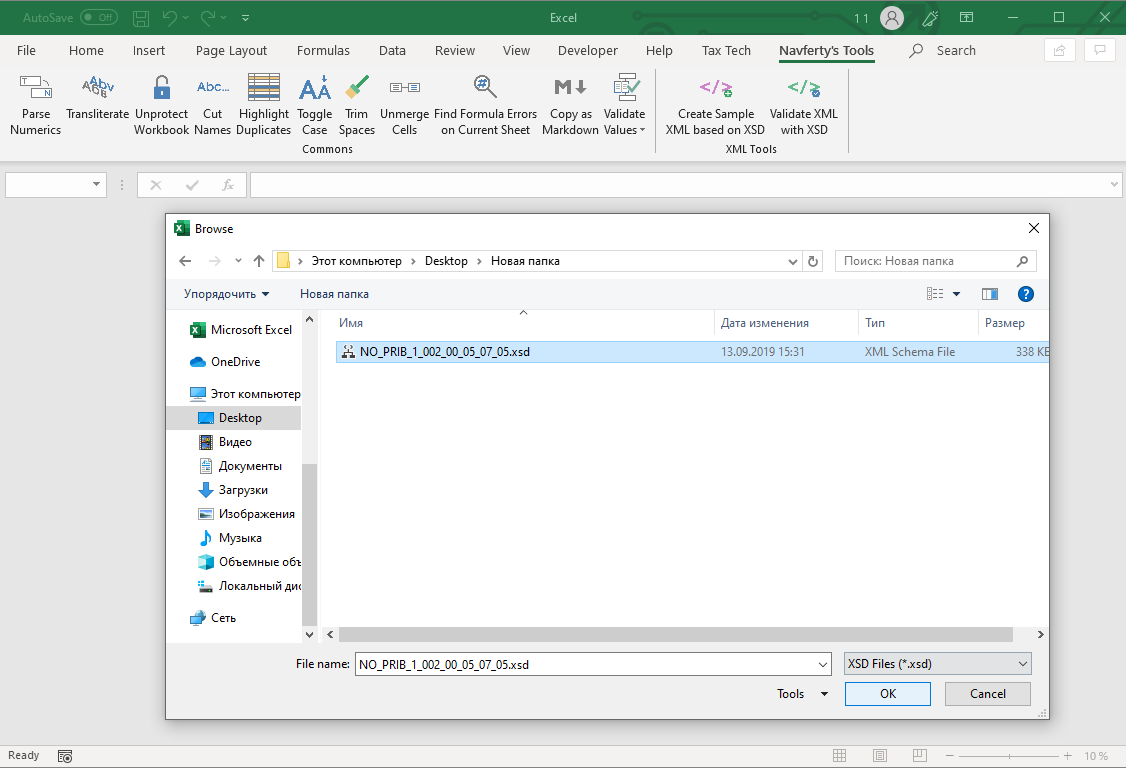 AutoSave Off Excel 11
File Home Insert Page Layout Formulas Data Review View Developer Help Tax Tech Navferty's Tools Search
Parse Numerics
Transliterate
Unprotect Workbook
Abc... Cut Names
Highlight Duplicates
Toggle Case
Trim Spaces
Unmerge Cells
Find Formula Errors on Current Sheet
Copy as Markdown
Validate Values
Create Sample XML based on XSD
Validate XML with XSD
Commons
XML Tools
Browse
Этот компьютер Desktop Новая папка
Поиск: Новая папка
Упорядочить Новая папка
Имя Дата изменения Тип Размер
NO_PRIB_1_002_00_05_07_05.xsd 13.09.2019 15:31 XML Schema File 338 КБ
Microsoft Excel
OneDrive
Этот компьютер
Desktop
Видео
Документы
Загрузки
Изображения
Музыка
Объемные объ
Локальный дис
Сеть
File name: NO_PRIB_1_002_00_05_07_05.xsd XSD Files (*.xsd)
Tools OK Cancel
Ready 10 %